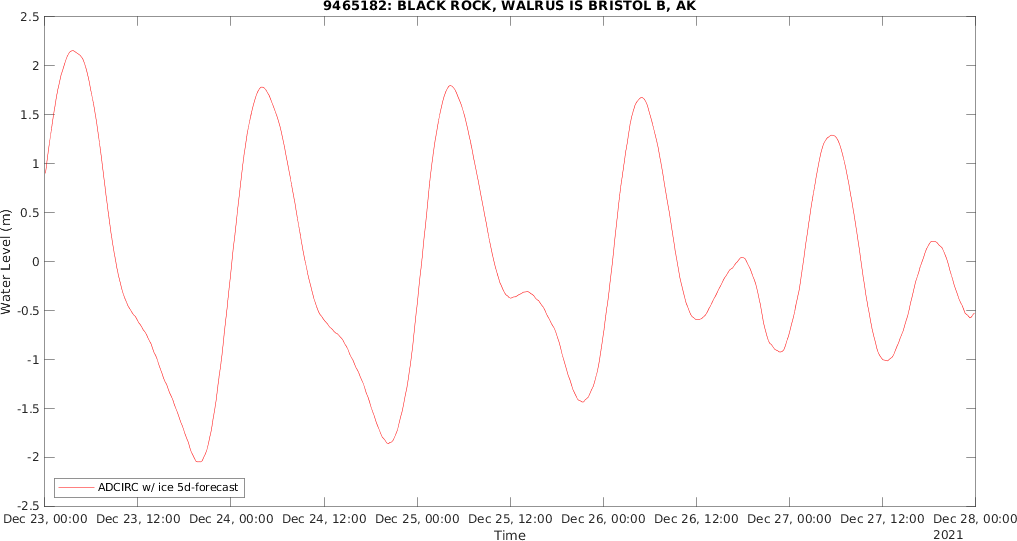 9465182: BLACK ROCK, WALRUS IS BRISTOL B, AK
Water Level (m)
2.5
2
1.5
1
0.5
0
-0.5
-1
-1.5
-2
-2.5
ADCIRC w/ ice 5d-forecast
Dec 23, 00:00 Dec 23, 12:00 Dec 24, 00:00 Dec 24, 12:00 Dec 25, 00:00 Dec 25, 12:00 Dec 26, 00:00 Dec 26, 12:00 Dec 27, 00:00 Dec 27, 12:00 Dec 28, 00:00
2021
Time